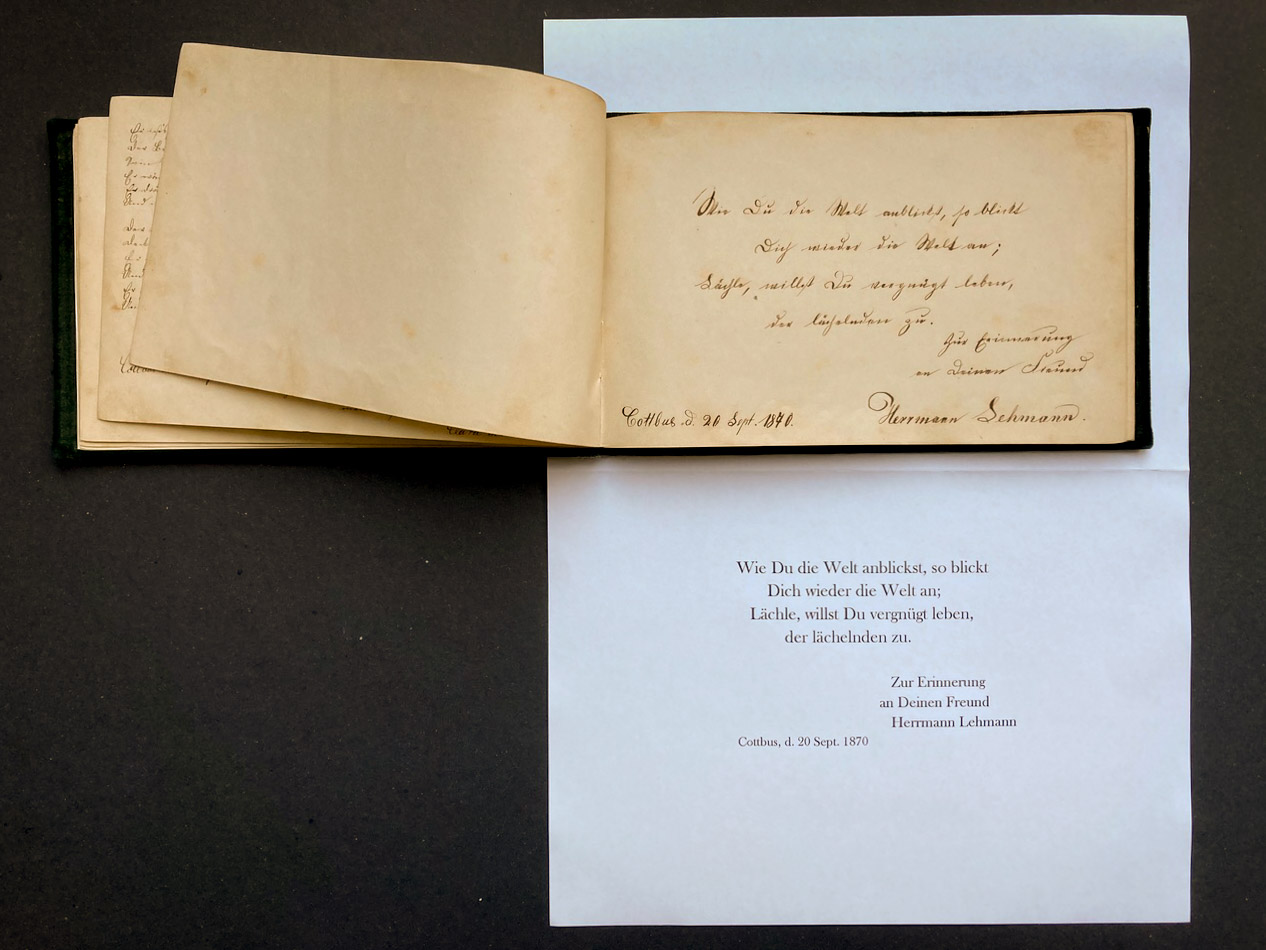 Wie Du die Welt anblickst, so blickt
Dich wieder die Welt an;
Lächle, willst Du vergnügt leben,
der lächelnden zu.
Zur Erinnerung
an Deinen Freund
Herrmann Lehmann.
Cottbus d. 20 Sept. 1870.
Wie Du die Welt anblickst, so blickt
Dich wieder die Welt an;
Lächle, willst Du vergnügt leben,
der lächelnden zu.
Zur Erinnerung
an Deinen Freund
Herrmann Lehmann
Cottbus, d. 20 Sept. 1870